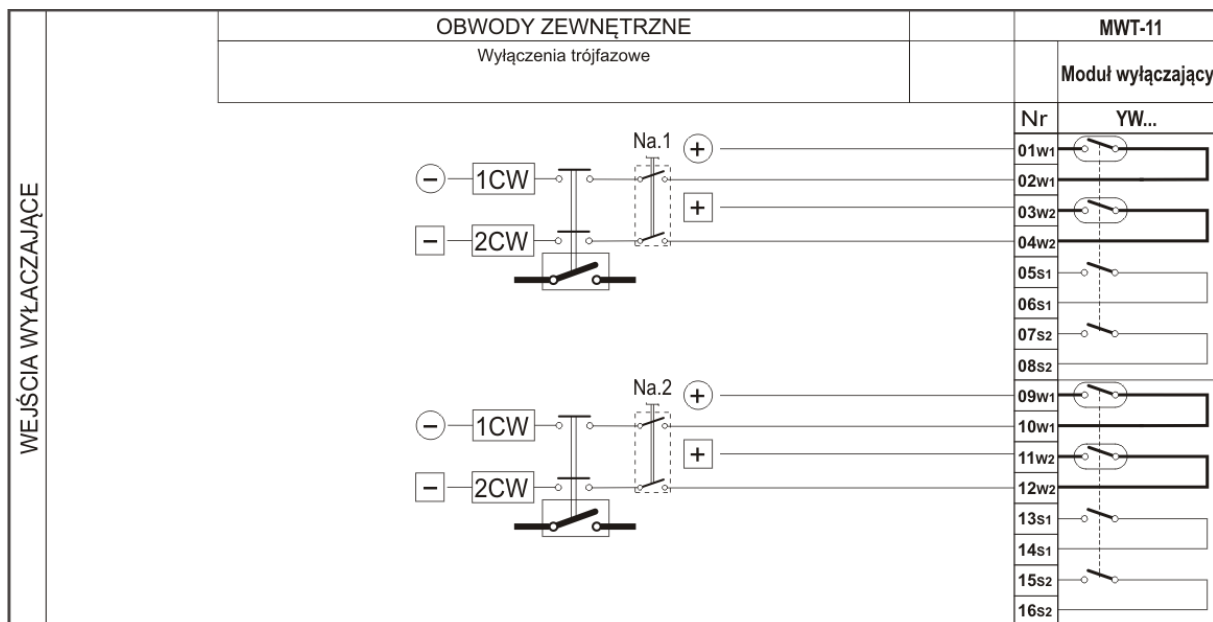 OBWODY ZEWNĘTRZNE
MWT-11
Wyłączenia trójfazowe
Moduł wyłączający
Nr
YW...
WEJŚCIA WYŁACZAJĄCE
Na.1
+
01W1
− 1CW
02W1
+
03W2
− 2CW
04W2
05S1
06S1
07S2
08S2
Na.2
+
09W1
− 1CW
10W1
+
11W2
− 2CW
12W2
13S1
14S1
15S2
16S2